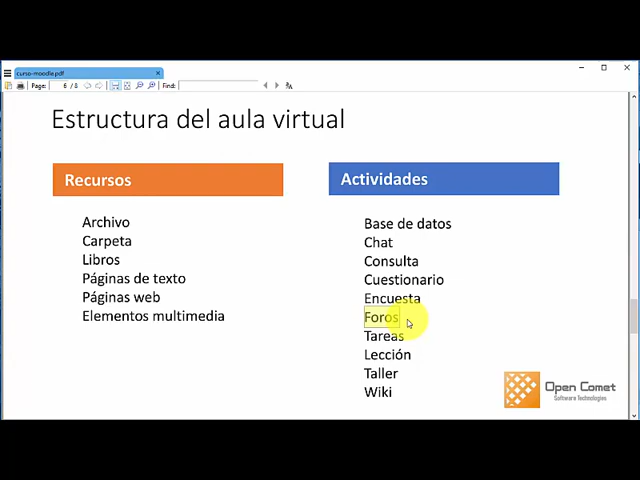 curso-moodle.pdf
Page: 6 / 8 Find:
Estructura del aula virtual
Recursos
Archivo
Carpeta
Libros
Páginas de texto
Páginas web
Elementos multimedia
Actividades
Base de datos
Chat
Consulta
Cuestionario
Encuesta
Foros
Tareas
Lección
Taller
Wiki
Open Comet
Software Technologies